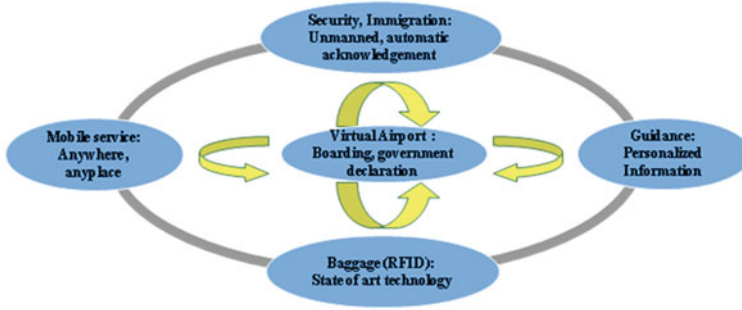 Security, Immigration:
Unmanned, automatic
acknowledgement
Mobile service:
Anywhere,
anyplace
Virtual Airport :
Boarding, government
declaration
Guidance:
Personalized
Information
Baggage (RFID):
State of art technology